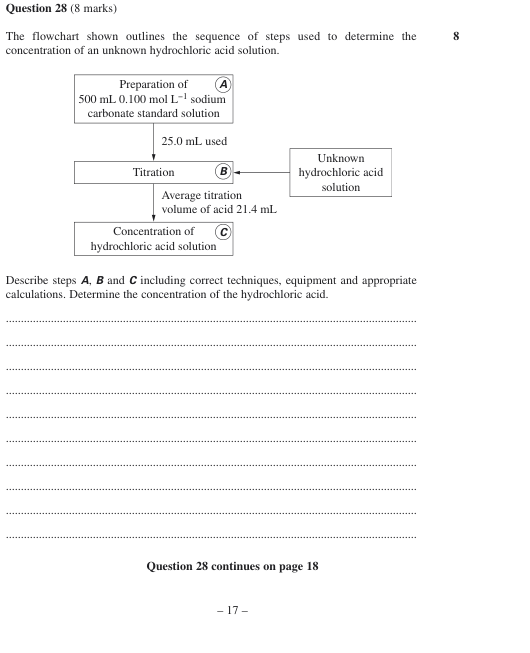 Question 28 (8 marks)
The flowchart shown outlines the sequence of steps used to determine the 8
concentration of an unknown hydrochloric acid solution.
Preparation of A
500 mL 0.100 mol L⁻¹ sodium
carbonate standard solution
25.0 mL used
Titration B
Unknown
hydrochloric acid
solution
Average titration
volume of acid 21.4 mL
Concentration of C
hydrochloric acid solution
Describe steps A, B and C including correct techniques, equipment and appropriate
calculations. Determine the concentration of the hydrochloric acid.
Question 28 continues on page 18
– 17 –